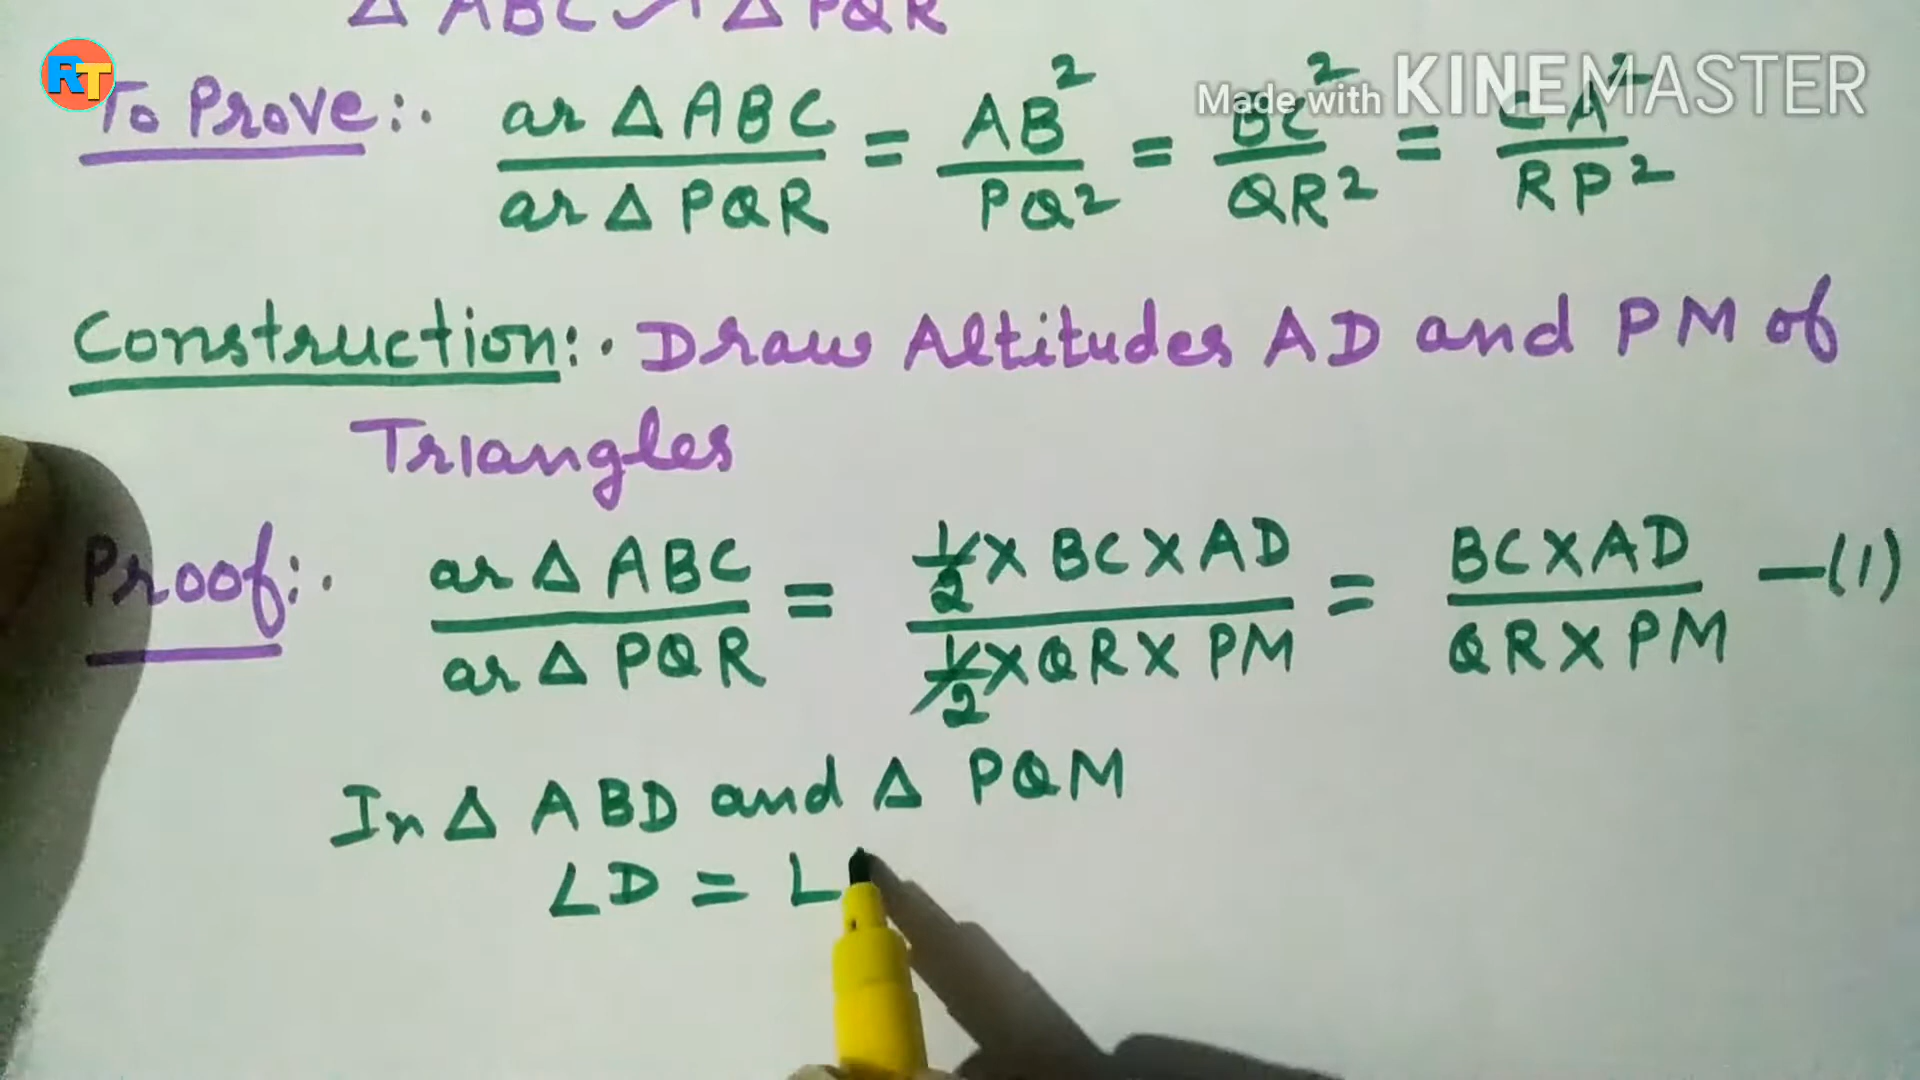 △ ABC ~ △ PQR
RT
Made with KINEMASTER
To Prove:. ar △ ABC / ar △ PQR = AB² / PQ² = BC² / QR² = CA² / RP²
Construction:. Draw Altitudes AD and PM of
Triangles
Proof:. ar △ ABC / ar △ PQR = 1/2 × BC × AD / 1/2 × QR × PM = BC × AD / QR × PM —(1)
In △ ABD and △ PQM
∠D = ∠